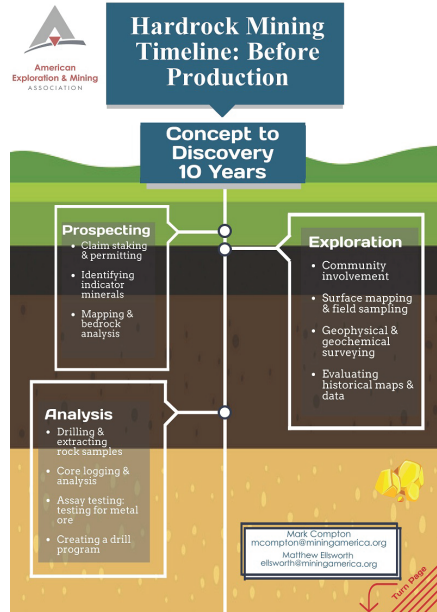 American
Exploration & Mining
ASSOCIATION
Hardrock Mining
Timeline: Before
Production
Concept to
Discovery
10 Years
Prospecting
• Claim staking
& permitting
• Identifying
indicator
minerals
• Mapping &
bedrock
analysis
Exploration
• Community
involvement
• Surface mapping
& field sampling
• Geophysical &
geochemical
surveying
• Evaluating
historical maps &
data
Analysis
• Drilling &
extracting
rock samples
• Core logging &
analysis
• Assay testing:
testing for metal
ore
• Creating a drill
program
Mark Compton
mcompton@miningamerica.org
Matthew Ellsworth
ellsworth@miningamerica.org
Turn Page